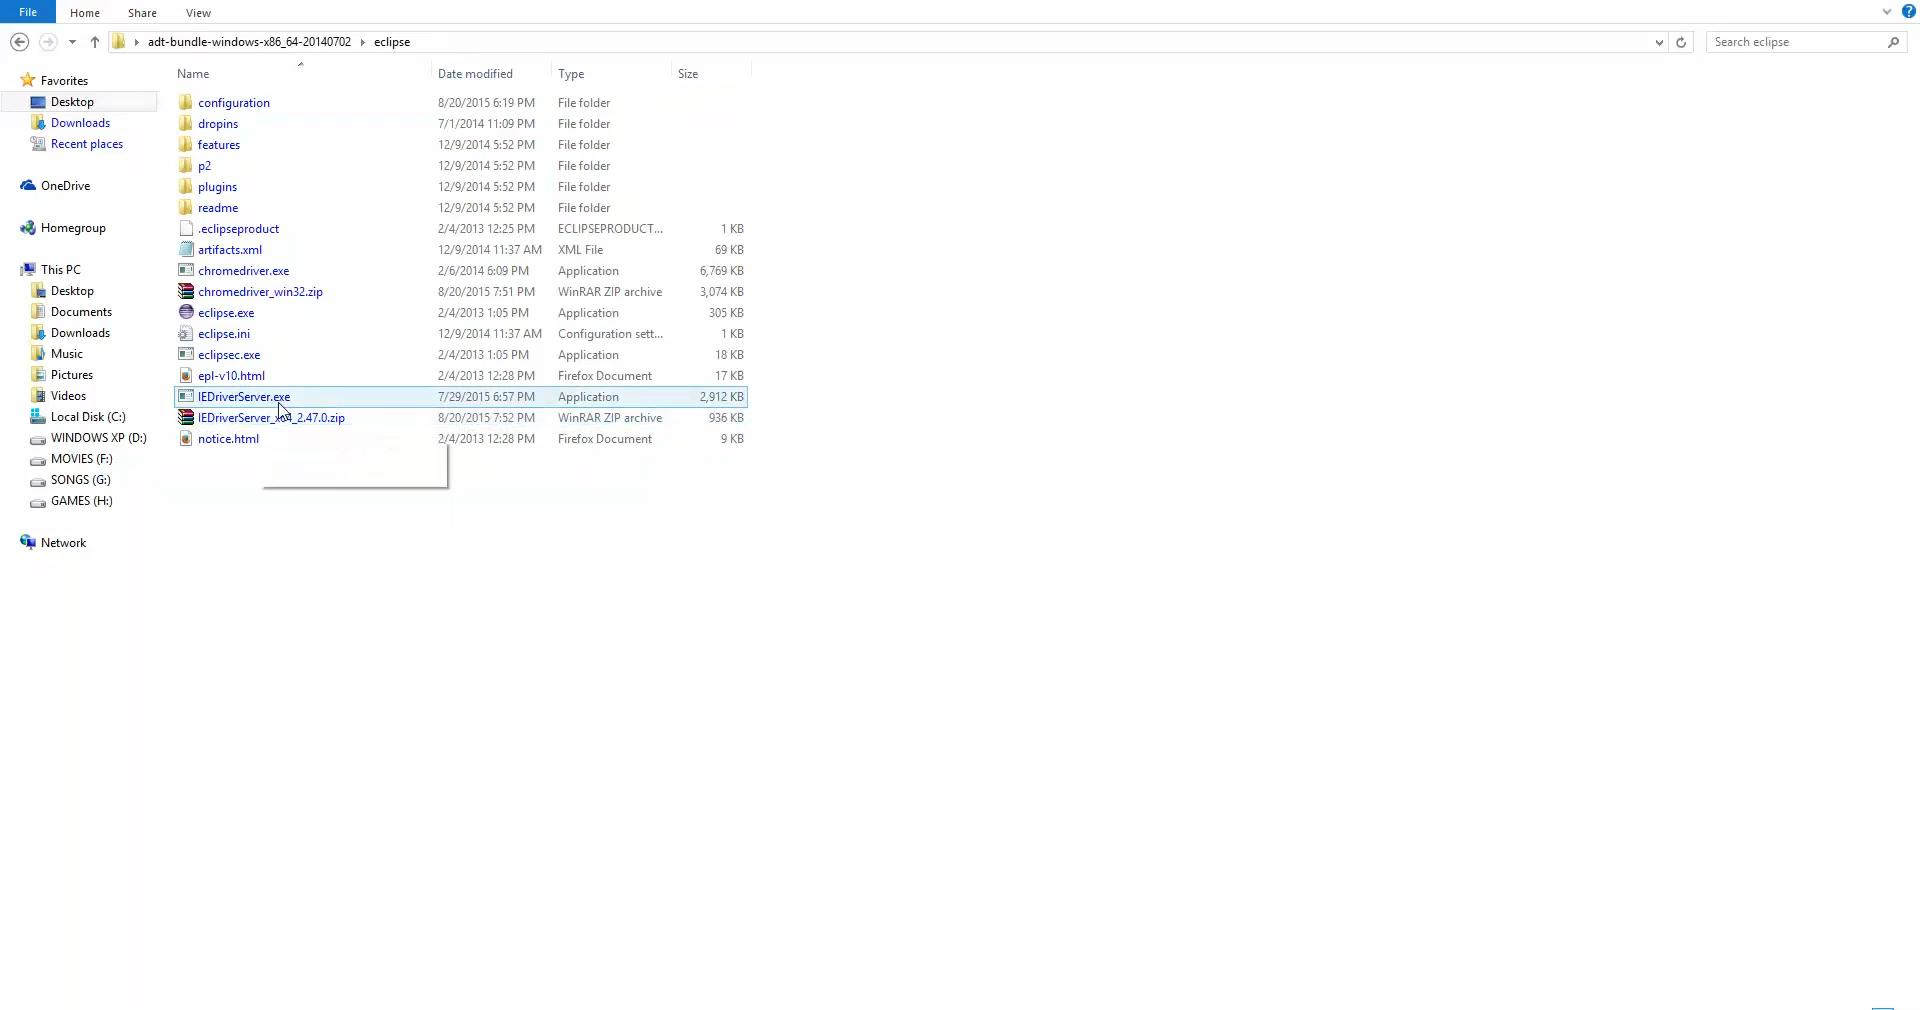 File Home Share View
adt-bundle-windows-x86_64-20140702 eclipse Search eclipse
Name Date modified Type Size
Favorites
Desktop
Downloads
Recent places
OneDrive
Homegroup
This PC
Desktop
Documents
Downloads
Music
Pictures
Videos
Local Disk (C:)
WINDOWS XP (D:)
MOVIES (F:)
SONGS (G:)
GAMES (H:)
Network
configuration 8/20/2015 6:19 PM File folder
dropins 7/1/2014 11:09 PM File folder
features 12/9/2014 5:52 PM File folder
p2 12/9/2014 5:52 PM File folder
plugins 12/9/2014 5:52 PM File folder
readme 12/9/2014 5:52 PM File folder
.eclipseproduct 2/4/2013 12:25 PM ECLIPSEPRODUCT... 1 KB
artifacts.xml 12/9/2014 11:37 AM XML File 69 KB
chromedriver.exe 2/6/2014 6:09 PM Application 6,769 KB
chromedriver_win32.zip 8/20/2015 7:51 PM WinRAR ZIP archive 3,074 KB
eclipse.exe 2/4/2013 1:05 PM Application 305 KB
eclipse.ini 12/9/2014 11:37 AM Configuration sett... 1 KB
eclipsec.exe 2/4/2013 1:05 PM Application 18 KB
epl-v10.html 2/4/2013 12:28 PM Firefox Document 17 KB
IEDriverServer.exe 7/29/2015 6:57 PM Application 2,912 KB
IEDriverServer_x64_2.47.0.zip 8/20/2015 7:52 PM WinRAR ZIP archive 936 KB
notice.html 2/4/2013 12:28 PM Firefox Document 9 KB